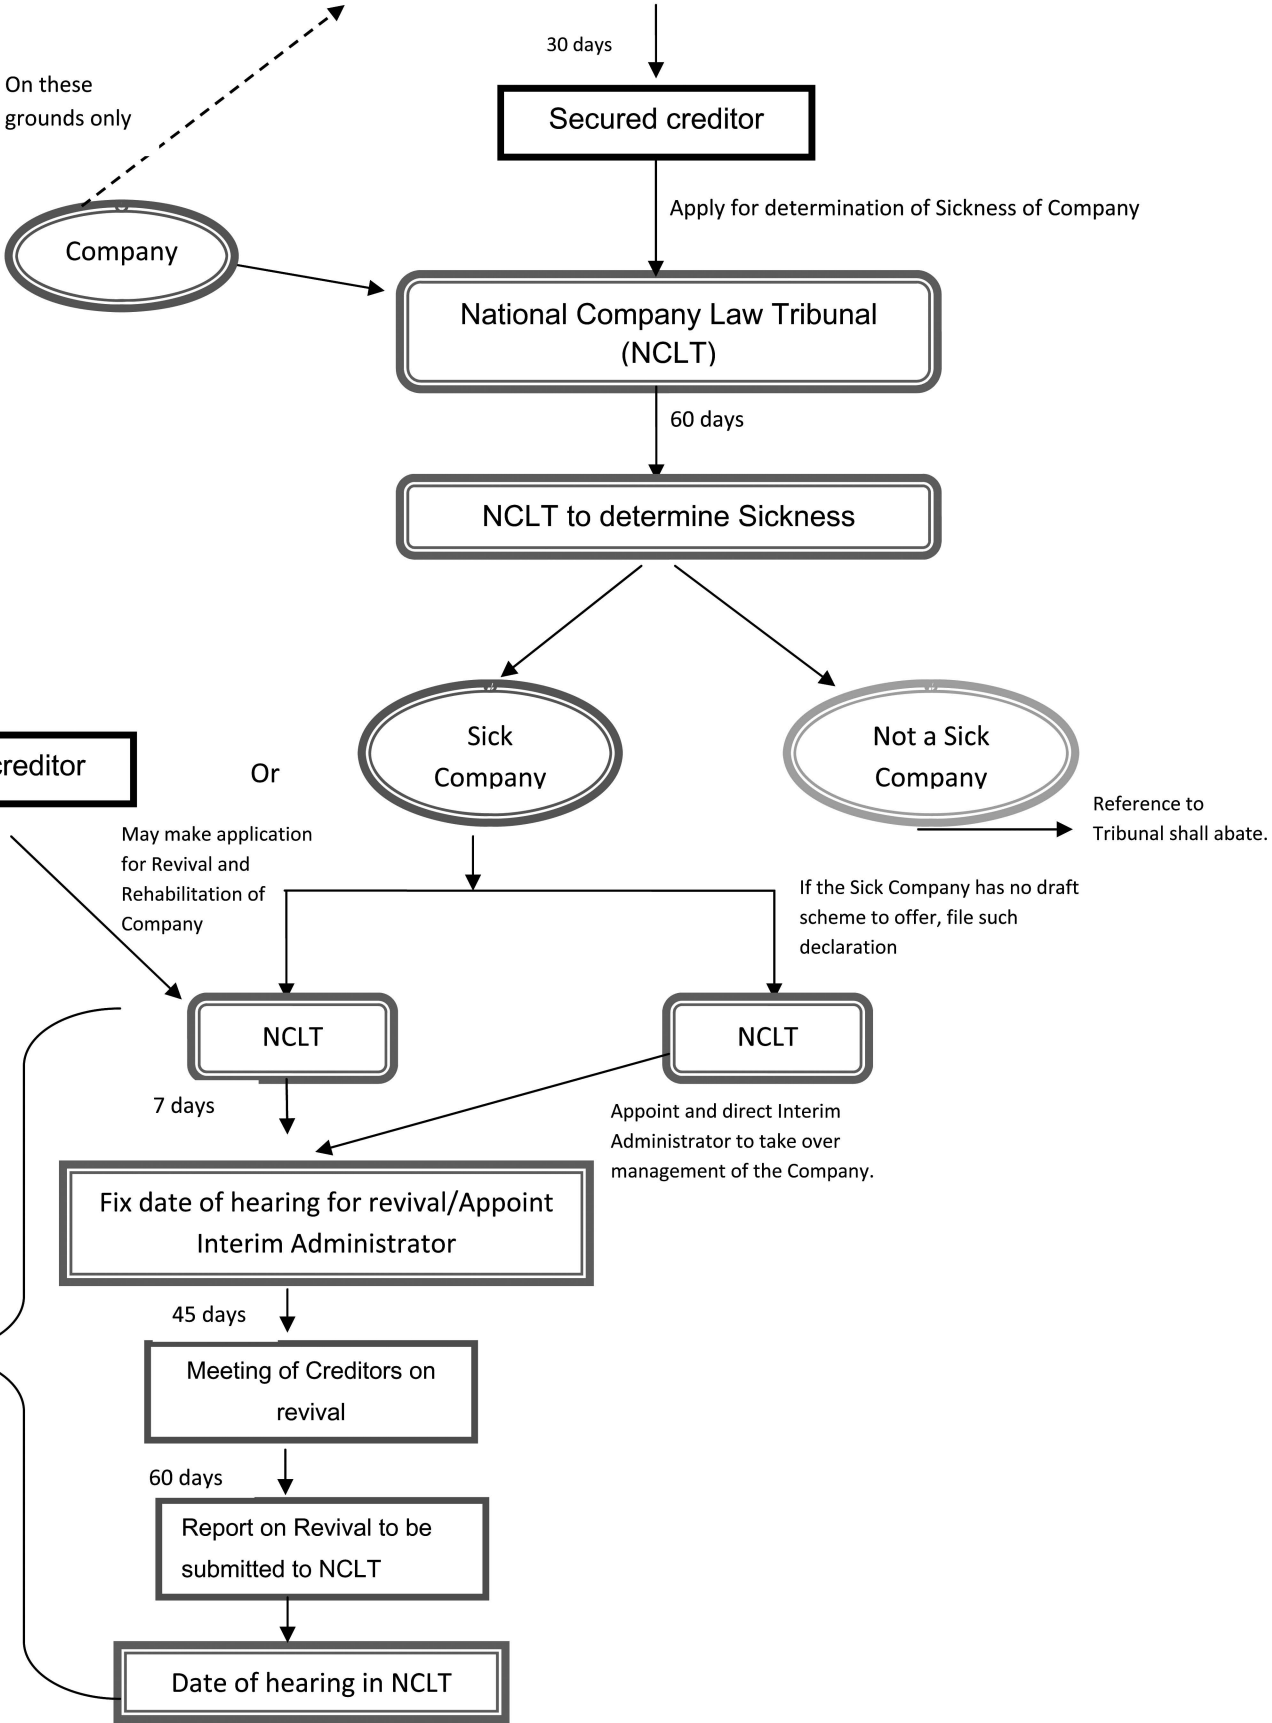 30 days
On these
grounds only
Secured creditor
Apply for determination of Sickness of Company
Company
National Company Law Tribunal
(NCLT)
60 days
NCLT to determine Sickness
Sick
Company
Not a Sick
Company
creditor
Or
Reference to
Tribunal shall abate.
May make application
for Revival and
Rehabilitation of
Company
If the Sick Company has no draft
scheme to offer, file such
declaration
NCLT
NCLT
7 days
Appoint and direct Interim
Administrator to take over
management of the Company.
Fix date of hearing for revival/Appoint
Interim Administrator
45 days
Meeting of Creditors on
revival
60 days
Report on Revival to be
submitted to NCLT
Date of hearing in NCLT